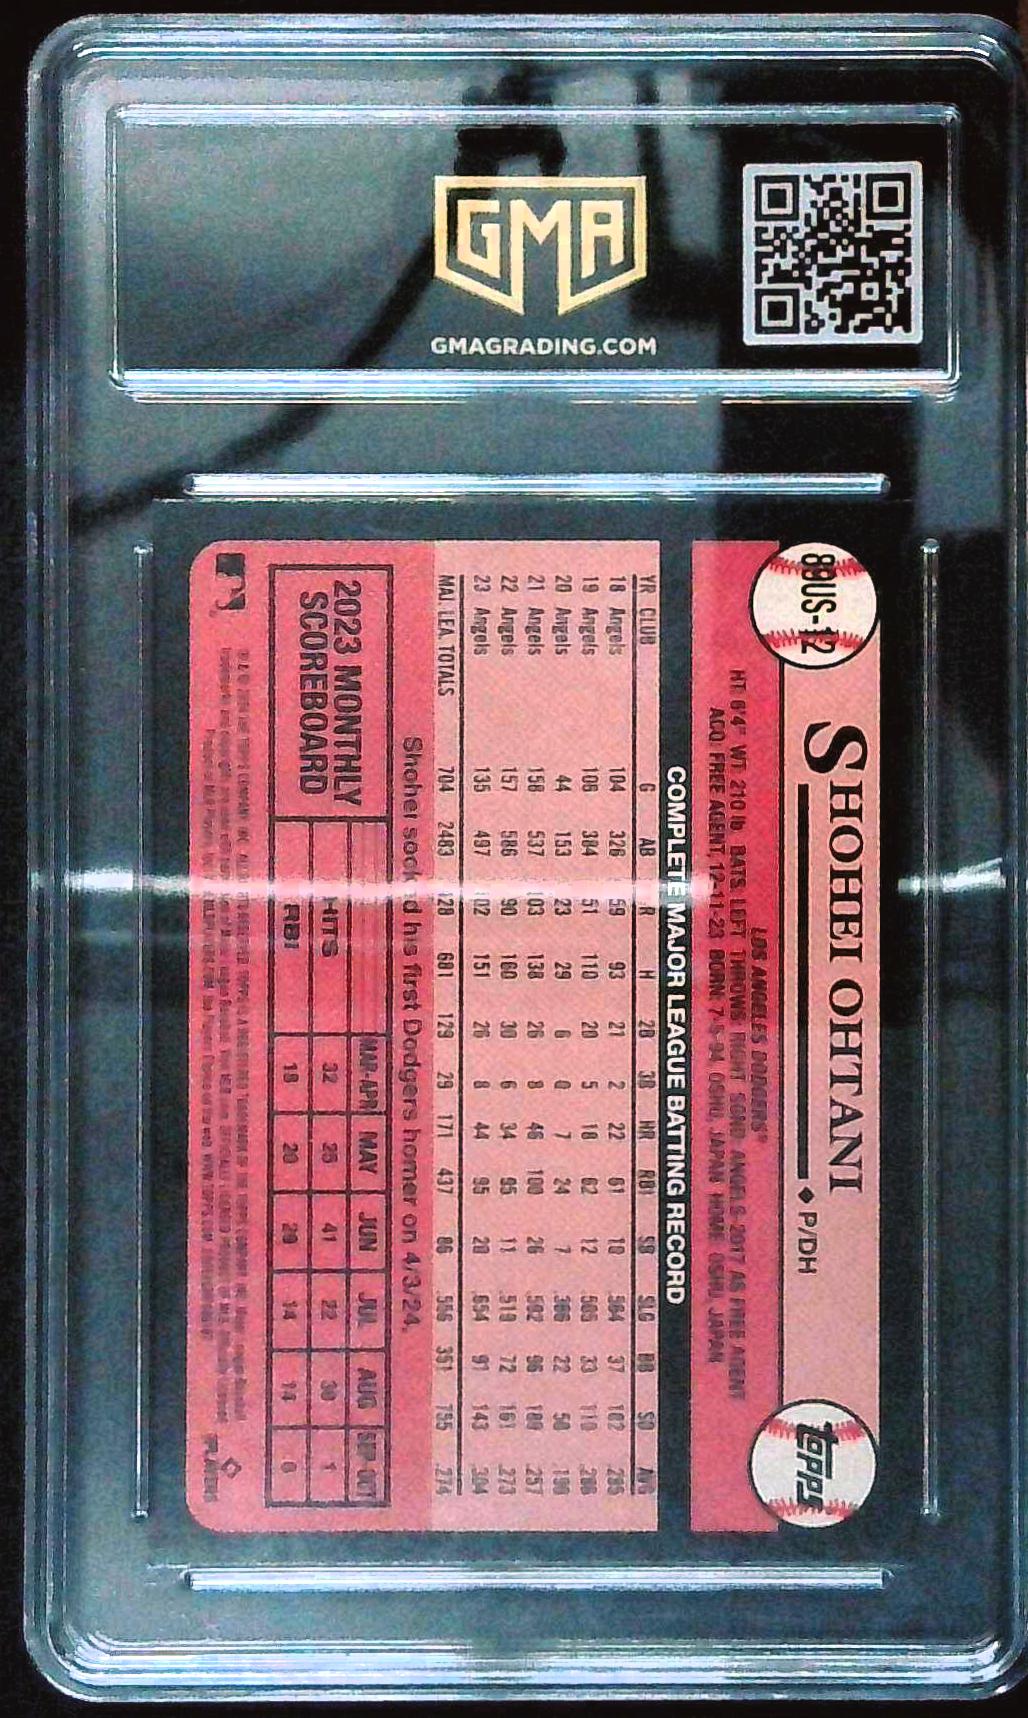 GMA
GMAGRADING.COM
89US-12
SHOHEI OHTANI
◆ P/DH
topps
LOS ANGELES DODGERS®
HT: 6'4" WT: 210 lb. BATS: LEFT THROWS: RIGHT SGND: ANGELS-2017 AS FREE AGENT
ACQ: FREE AGENT, 12-11-23 BORN: 7-5-94, OSHU, JAPAN HOME: OSHU, JAPAN
COMPLETE MAJOR LEAGUE BATTING RECORD
YR CLUB G AB R H 2B 3B HR RBI SB SLG BB SO AVG
18 Angels 104 326 59 93 21 2 22 61 10 .564 37 102 .285
19 Angels 106 384 51 110 20 5 18 62 12 .505 33 110 .286
20 Angels 44 153 23 29 6 0 7 24 7 .366 22 50 .190
21 Angels 158 537 103 138 26 8 46 100 26 .592 96 189 .257
22 Angels 157 586 90 160 30 6 34 95 11 .519 72 161 .273
23 Angels 135 497 102 151 26 8 44 95 20 .654 91 143 .304
MAJ. LEA. TOTALS 704 2483 428 681 129 29 171 437 86 .556 351 755 .274
Shohei socked his first Dodgers homer on 4/3/24.
2023 MONTHLY
SCOREBOARD
MAR-APR MAY JUN JUL AUG SEP-OCT
HITS 32 25 41 22 30 1
RBI 18 20 29 14 14 0